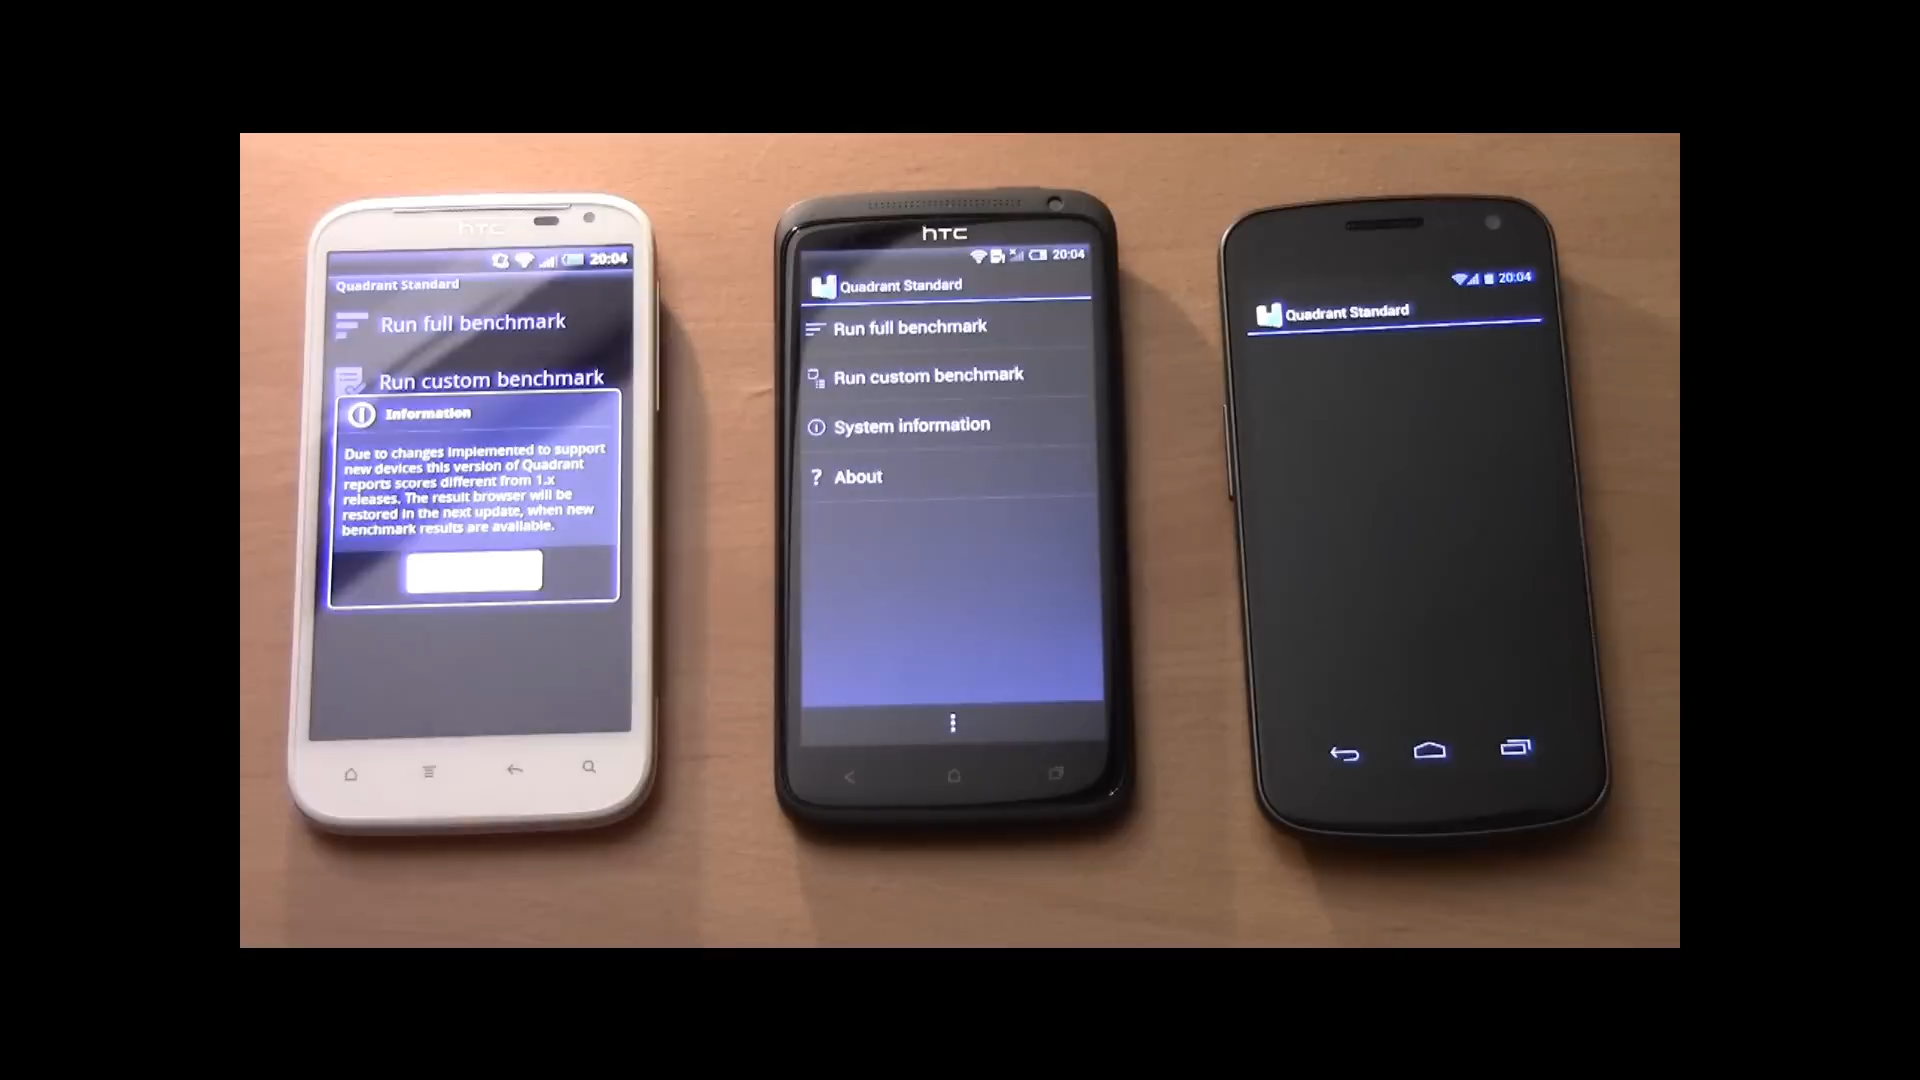 hTC
20:04
Quadrant Standard
Run full benchmark
Run custom benchmark
Information
Due to changes implemented to support
new devices this version of Quadrant
reports scores different from 1.x
releases. The result browser will be
restored in the next update, when new
benchmark results are available.
hTC
20:04
Quadrant Standard
Run full benchmark
Run custom benchmark
System information
? About
20:04
Quadrant Standard